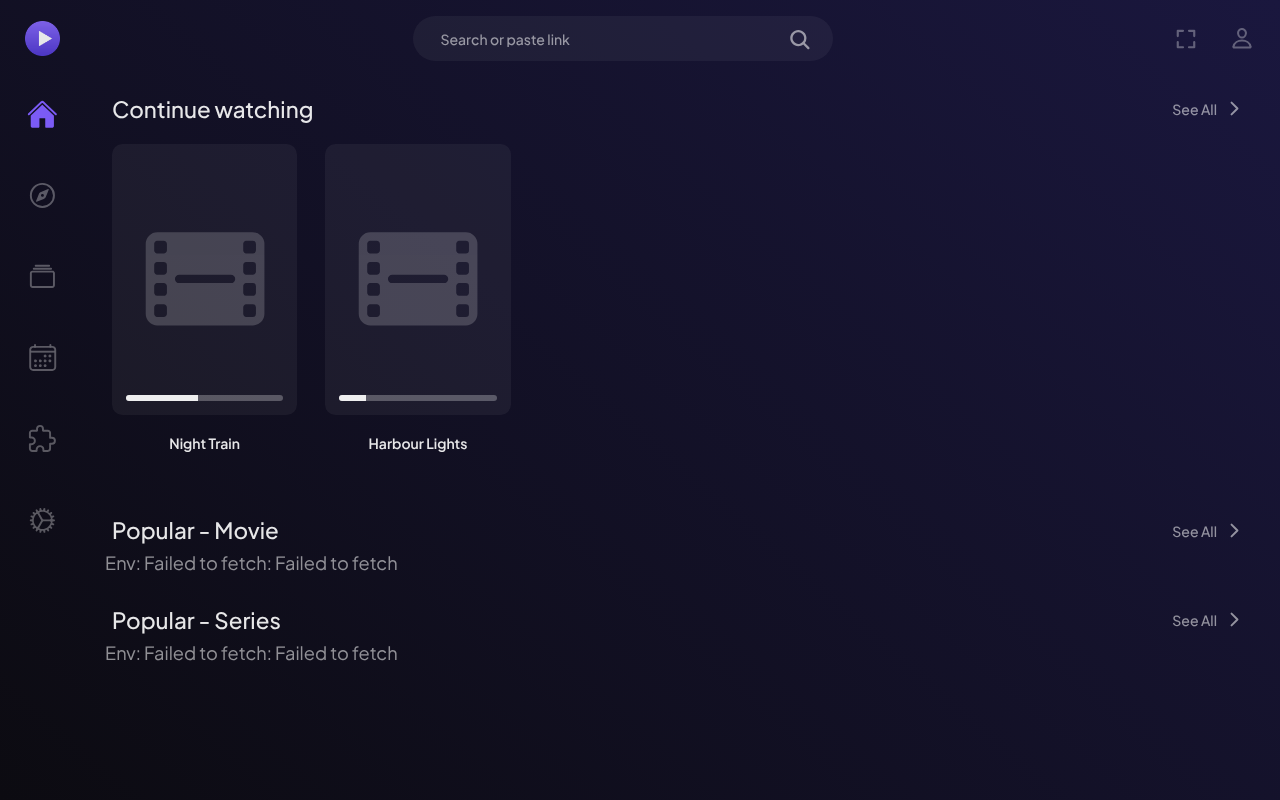 Search or paste link
Continue watching
See All
Night Train
Harbour Lights
Popular - Movie
See All
Env: Failed to fetch: Failed to fetch
Popular - Series
See All
Env: Failed to fetch: Failed to fetch